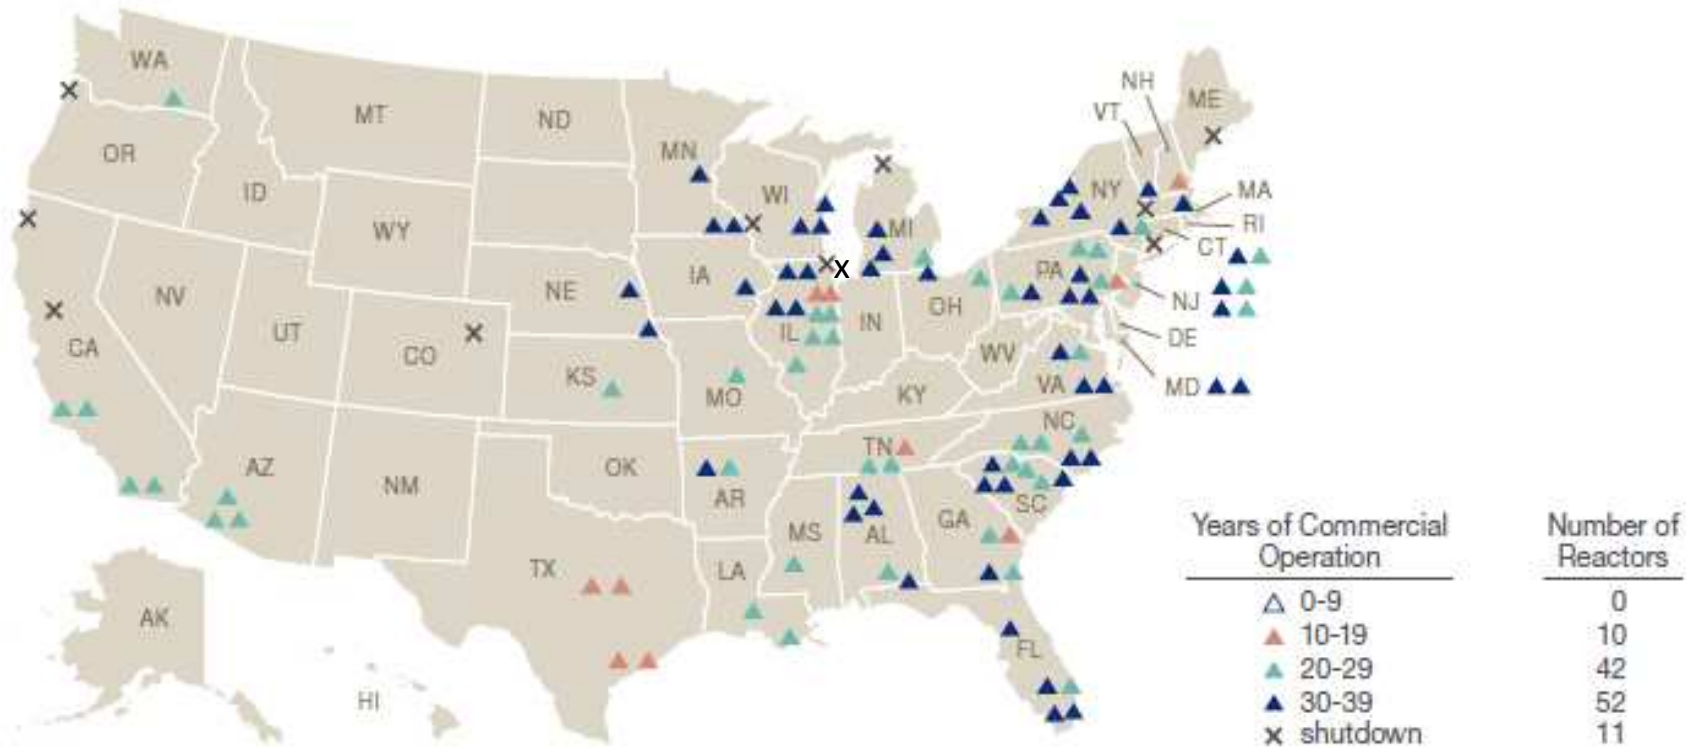 WA
MT
ND
MN
OR
ID
WI
WY
MI
NY
VT
NH
ME
MA
RI
CT
NJ
DE
MD
NV
UT
CO
NE
IA
IL
IN
OH
PA
WV
VA
CA
KS
MO
KY
NC
TN
AZ
NM
OK
AR
SC
MS
AL
GA
TX
LA
FL
AK
HI
X
Years of Commercial Operation
Number of Reactors
0-9 0
10-19 10
20-29 42
30-39 52
shutdown 11